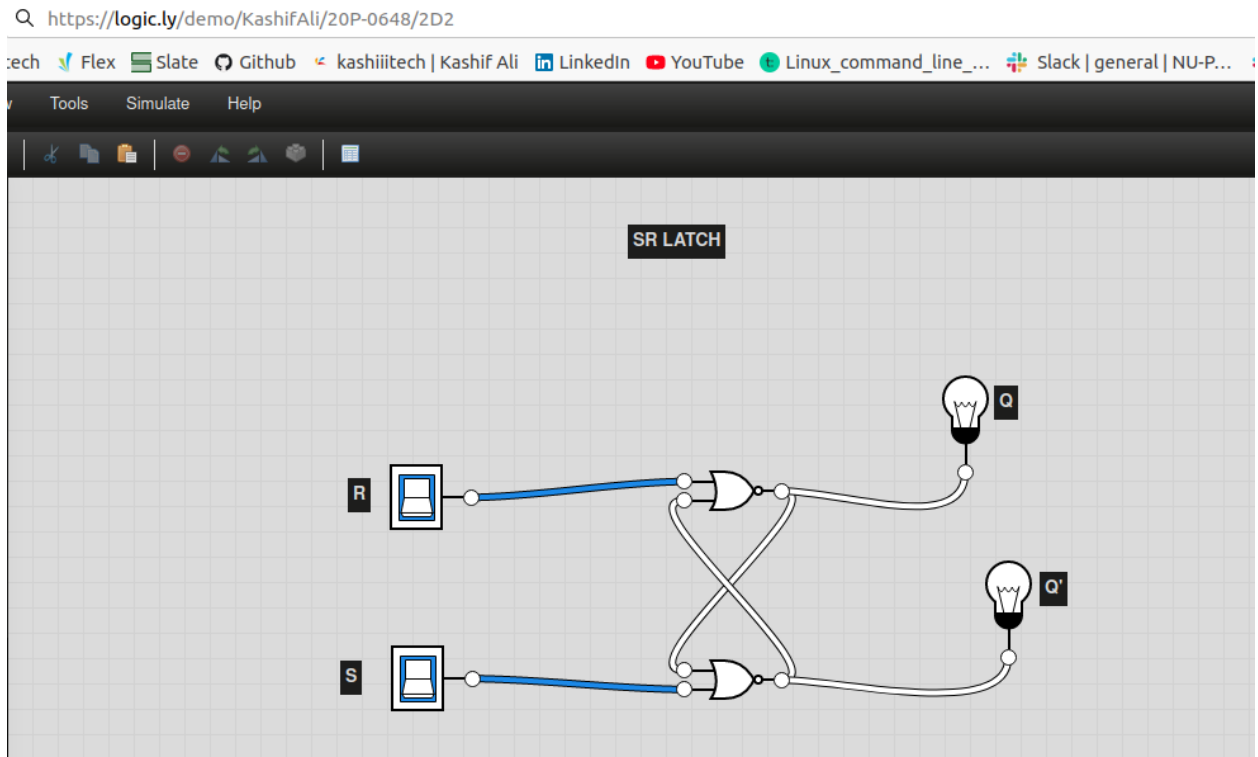 https://logic.ly/demo/KashifAli/20P-0648/2D2
tech Flex Slate Github kashiiitech | Kashif Ali LinkedIn YouTube Linux_command_line_... Slack | general | NU-P...
Tools Simulate Help
SR LATCH
Q
R
Q'
S